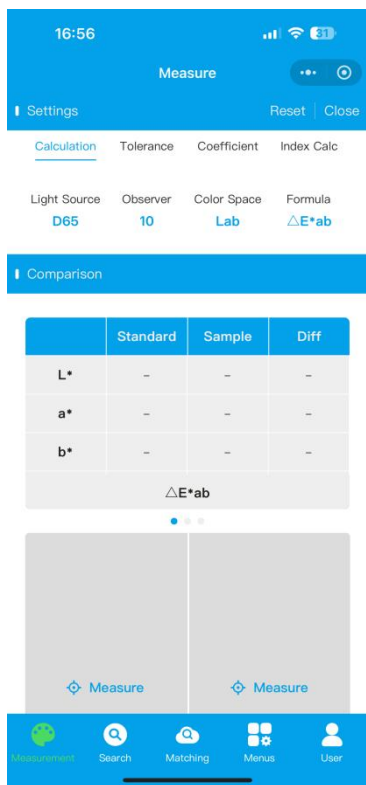 16:56
31
Measure
Settings Reset Close
Calculation Tolerance Coefficient Index Calc
Light Source Observer Color Space Formula
D65 10 Lab △E*ab
Comparison
Standard Sample Diff
L* - - -
a* - - -
b* - - -
△E*ab
Measure Measure
Measurement Search Matching Menus User